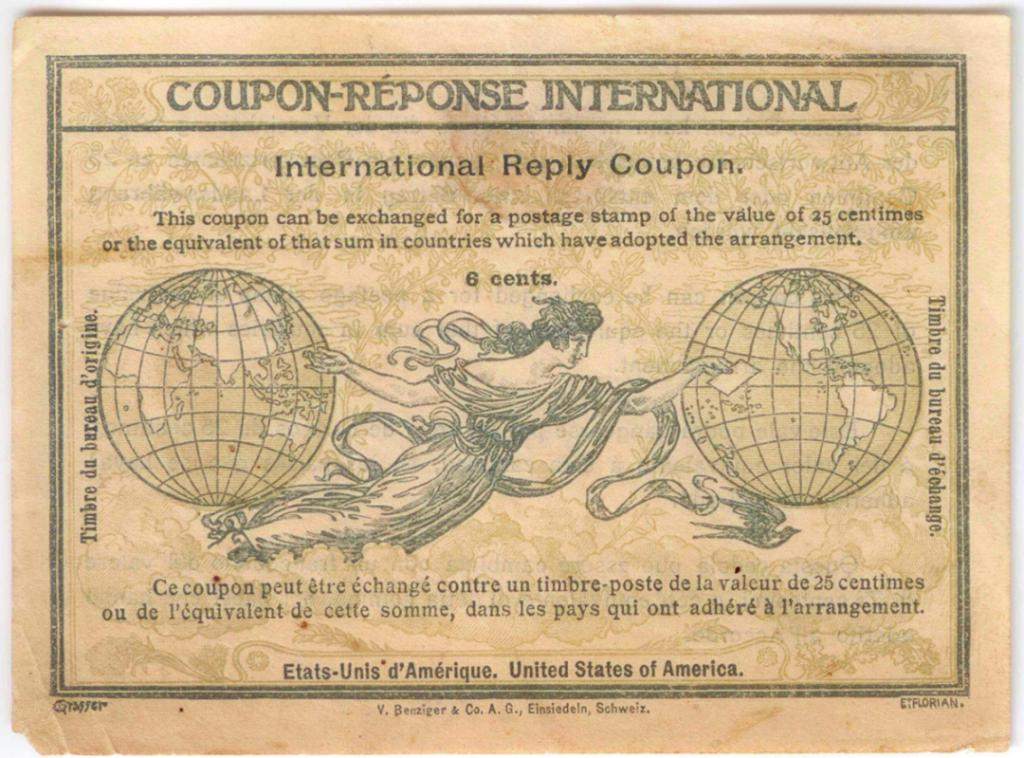 COUPON-RÉPONSE INTERNATIONAL
International Reply Coupon.
This coupon can be exchanged for a postage stamp of the value of 25 centimes
or the equivalent of that sum in countries which have adopted the arrangement.
6 cents.
Timbre du bureau d'origine.
Timbre du bureau d'échange.
Ce coupon peut être échangé contre un timbre-poste de la valeur de 25 centimes
ou de l'équivalent de cette somme, dans les pays qui ont adhéré à l'arrangement.
Etats-Unis d'Amérique. United States of America.
Grasset
V. Benziger & Co. A. G., Einsiedeln, Schweiz.
E. FLORIAN.